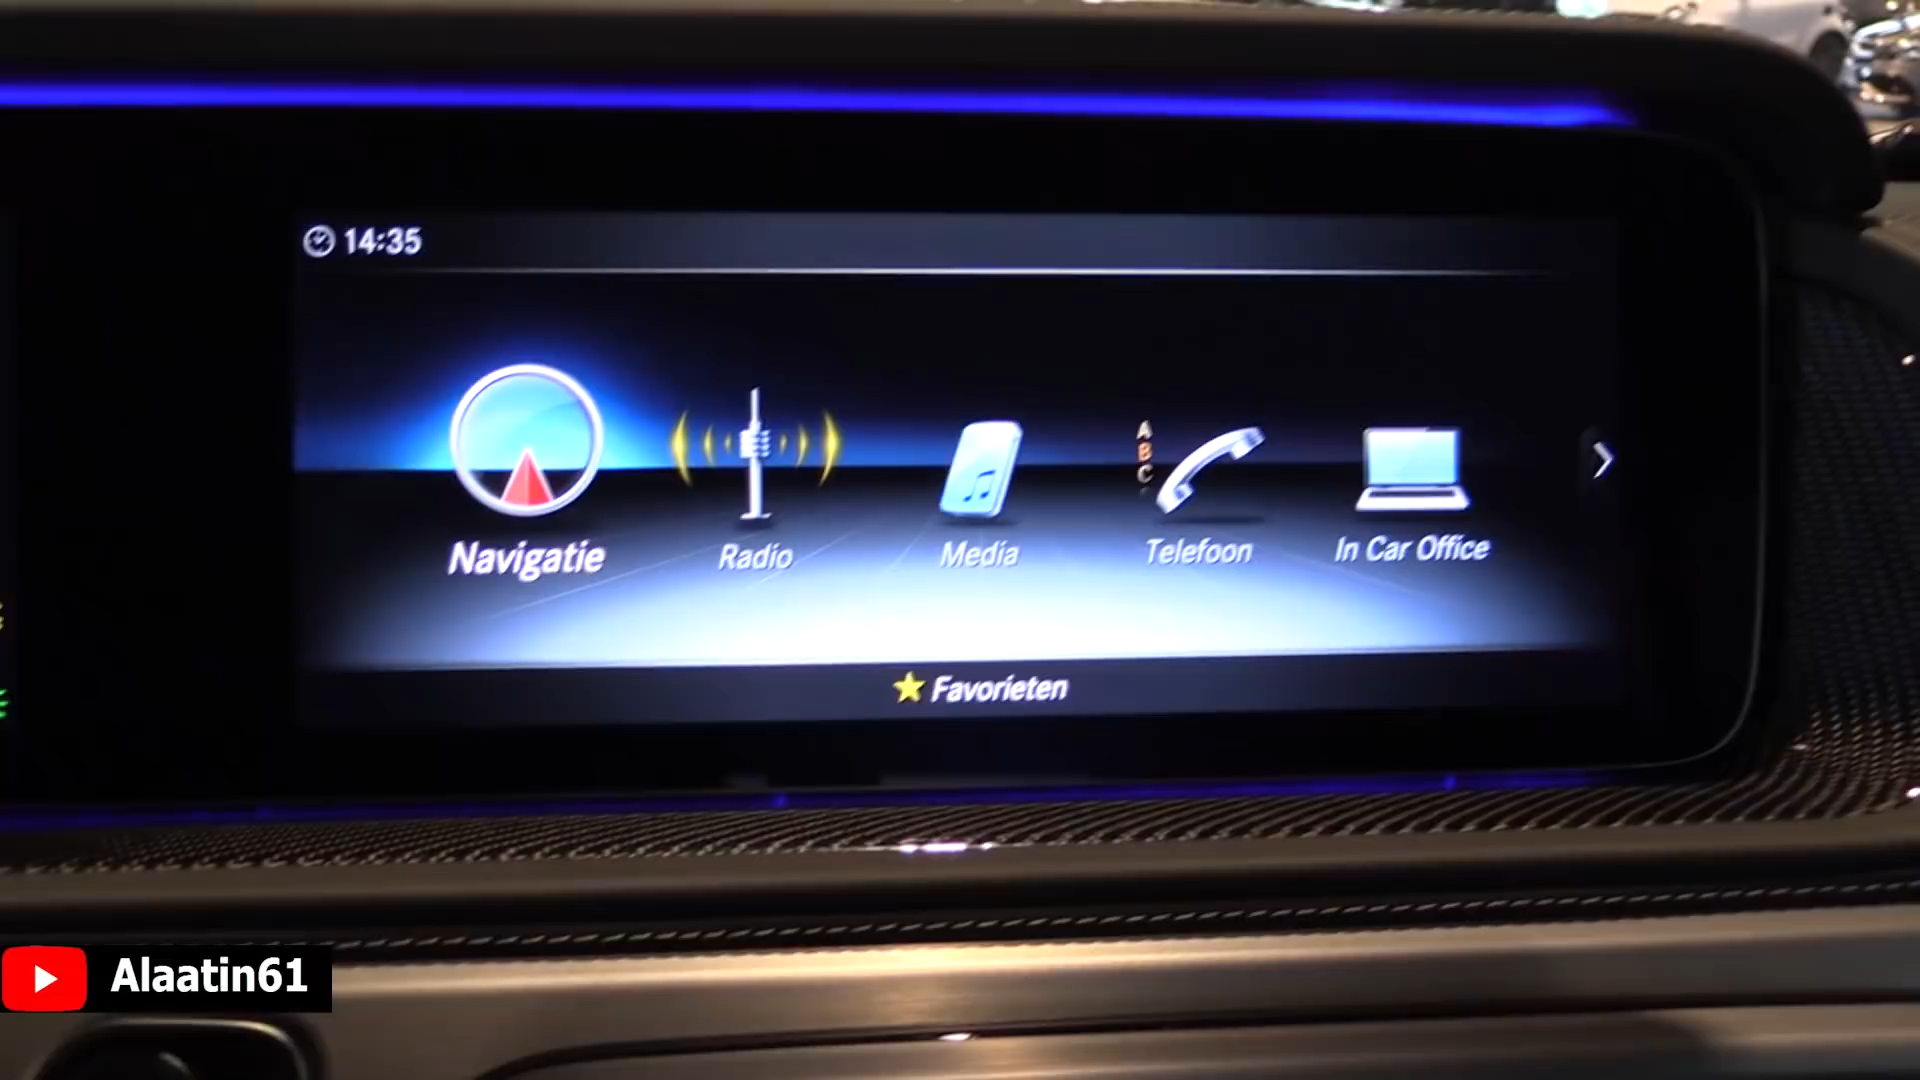 14:35
A
B
C
Navigatie
Radio
Media
Telefoon
In Car Office
Favorieten
Alaatin61